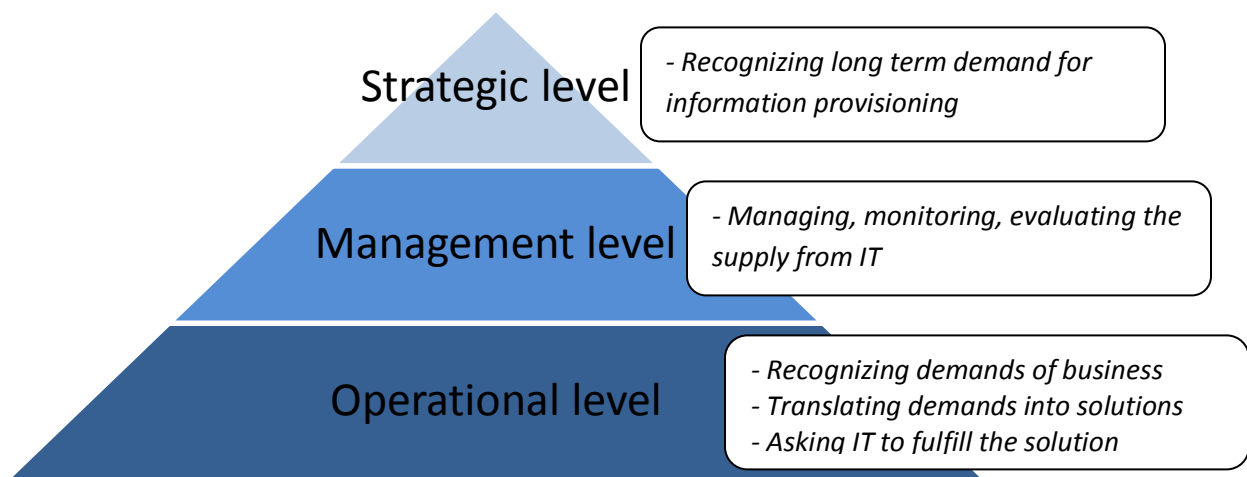 Strategic level
- Recognizing long term demand for
information provisioning
Management level
- Managing, monitoring, evaluating the
supply from IT
Operational level
- Recognizing demands of business
- Translating demands into solutions
- Asking IT to fulfill the solution